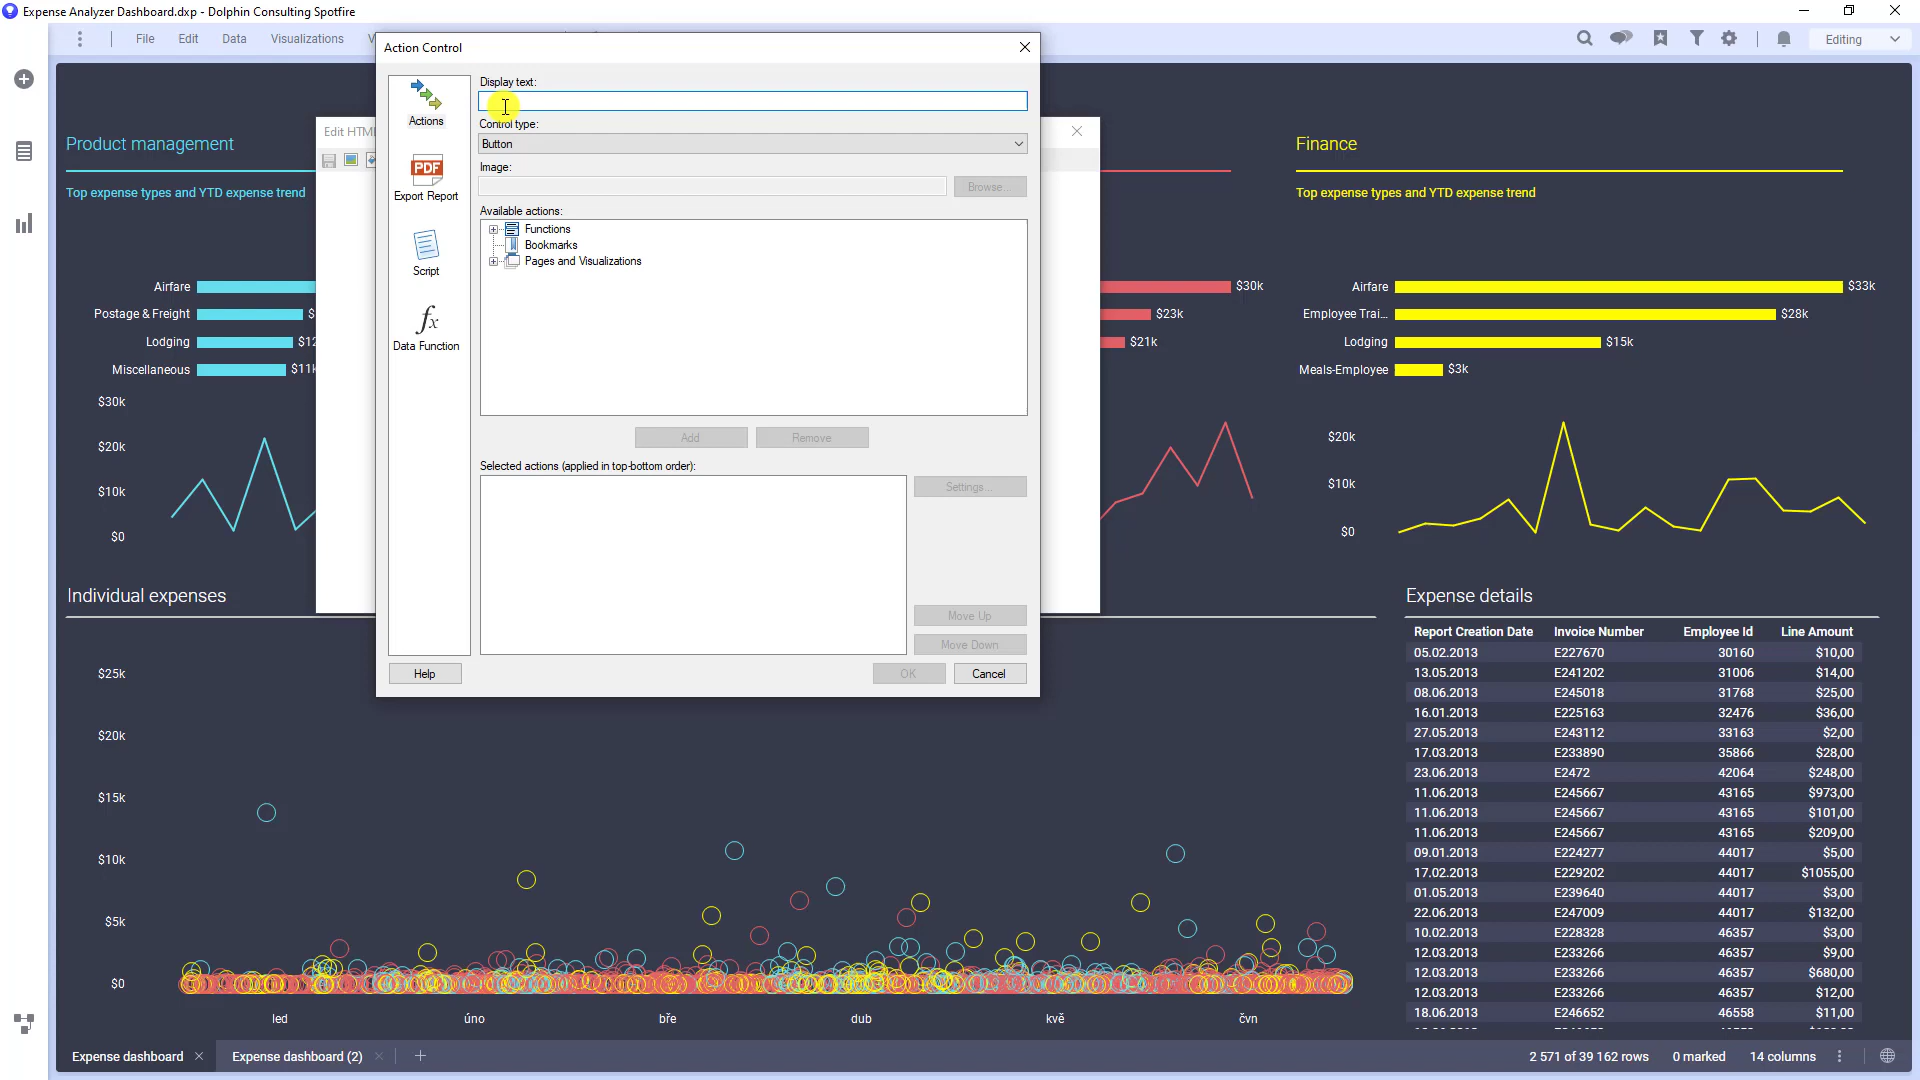 Expense Analyzer Dashboard.dxp - Dolphin Consulting Spotfire
File Edit Data Visualizations
Editing
Action Control
Actions
PDF
Export Report
Script
fx
Data Function
Display text:
Control type:
Button
Image:
Browse...
Available actions:
Functions
Bookmarks
Pages and Visualizations
Add Remove
Selected actions (applied in top-bottom order):
Settings...
Move Up
Move Down
Help OK Cancel
Edit HTM
Product management
Top expense types and YTD expense trend
Airfare
Postage & Freight
Lodging
Miscellaneous $11k
$30k
$20k
$10k
$0
$30k
$23k
$21k
Finance
Top expense types and YTD expense trend
Airfare $33k
Employee Trai... $28k
Lodging $15k
Meals-Employee $3k
$20k
$10k
$0
Individual expenses
$25k
$20k
$15k
$10k
$5k
$0
led úno bře dub kvě čvn
Expense details
Report Creation Date Invoice Number Employee Id Line Amount
05.02.2013 E227670 30160 $10,00
13.05.2013 E241202 31006 $14,00
08.06.2013 E245018 31768 $25,00
16.01.2013 E225163 32476 $36,00
27.05.2013 E243112 33163 $2,00
17.03.2013 E233890 35866 $28,00
23.06.2013 E2472 42064 $248,00
11.06.2013 E245667 43165 $973,00
11.06.2013 E245667 43165 $101,00
11.06.2013 E245667 43165 $209,00
09.01.2013 E224277 44017 $5,00
17.02.2013 E229202 44017 $1055,00
01.05.2013 E239640 44017 $3,00
22.06.2013 E247009 44017 $132,00
10.02.2013 E228328 46357 $3,00
12.03.2013 E233266 46357 $9,00
12.03.2013 E233266 46357 $680,00
12.03.2013 E233266 46357 $12,00
18.06.2013 E246652 46558 $11,00
Expense dashboard Expense dashboard (2)
2 571 of 39 162 rows 0 marked 14 columns